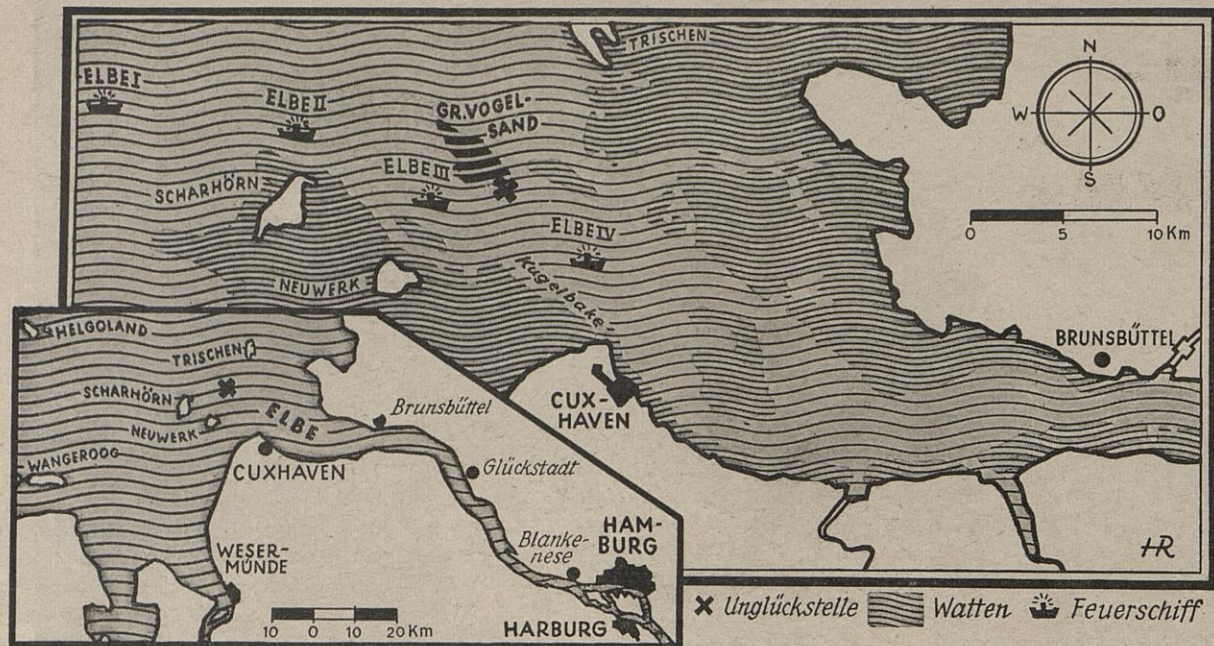 TRISCHEN
ELBE I
ELBE II
GR.VOGEL-
SAND
N
W
O
S
SCHARHÖRN
ELBE III
0 5 10 Km
ELBE IV
Kugelbake
NEUWERK
BRUNSBÜTTEL
CUX-
HAVEN
HR
HELGOLAND
TRISCHEN
SCHARHÖRN
ELBE
Brunsbüttel
NEUWERK
WANGEROOG
CUXHAVEN
Glückstadt
HAM-
BURG
Blanke-
nese
WESER-
MÜNDE
10 0 10 20 Km
HARBURG
Unglückstelle Watten Feuerschiff